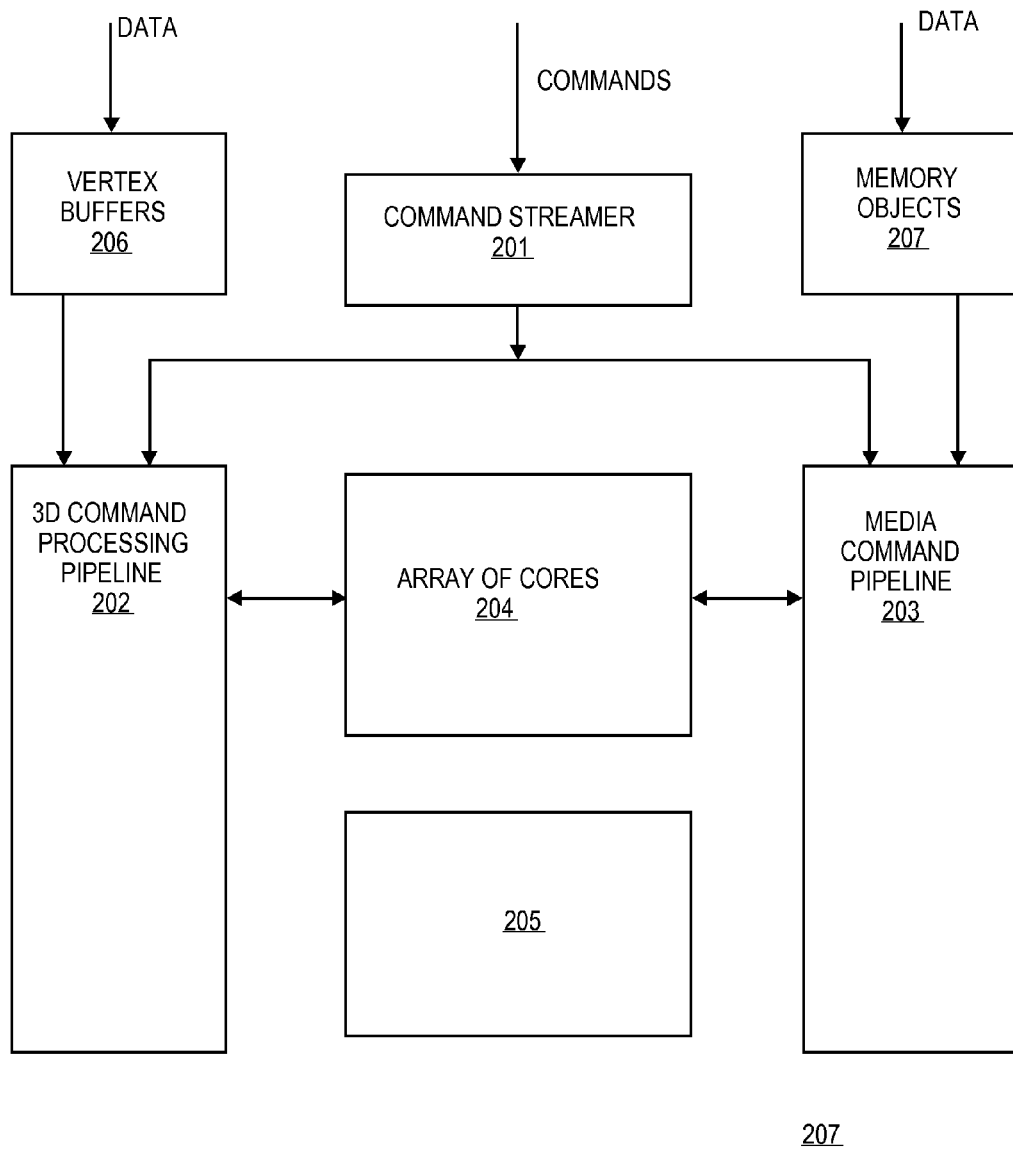 DATA
COMMANDS
DATA
VERTEX
BUFFERS
206
COMMAND STREAMER
201
MEMORY
OBJECTS
207
3D COMMAND
PROCESSING
PIPELINE
202
ARRAY OF CORES
204
MEDIA
COMMAND
PIPELINE
203
205
207